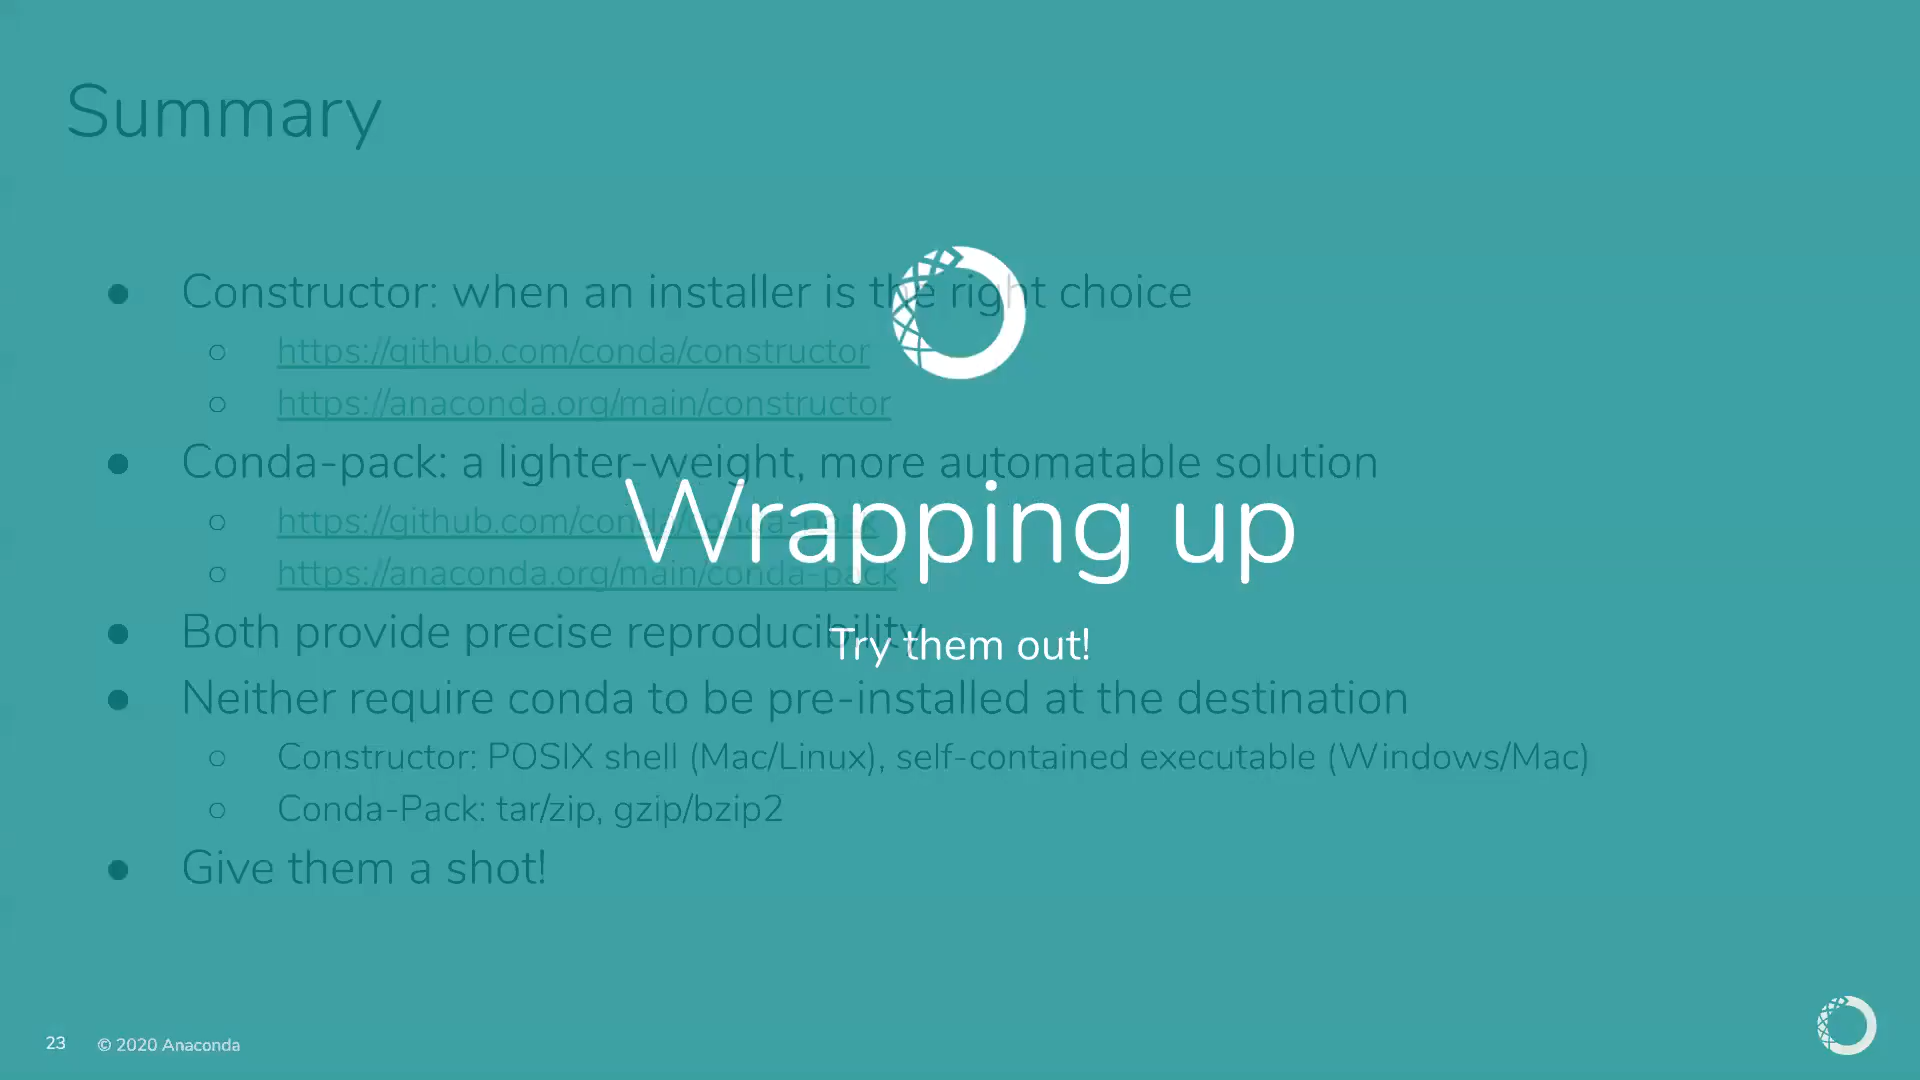 Summary
● Constructor: when an installer is the right choice
○ https://github.com/conda/constructor
○ https://anaconda.org/main/constructor
● Conda-pack: a lighter-weight, more automatable solution
Wrapping up
○ https://github.com/conda/conda-pack
○ https://anaconda.org/main/conda-pack
● Both provide precise reproducibility
Try them out!
● Neither require conda to be pre-installed at the destination
○ Constructor: POSIX shell (Mac/Linux), self-contained executable (Windows/Mac)
○ Conda-Pack: tar/zip, gzip/bzip2
● Give them a shot!
23 © 2020 Anaconda